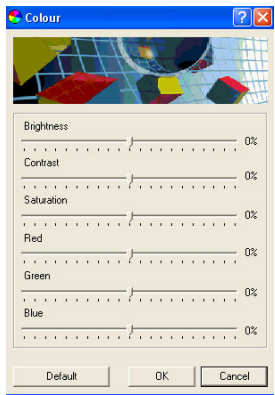 Colour
Brightness
0%
Contrast
0%
Saturation
0%
Red
0%
Green
0%
Blue
0%
Default OK Cancel